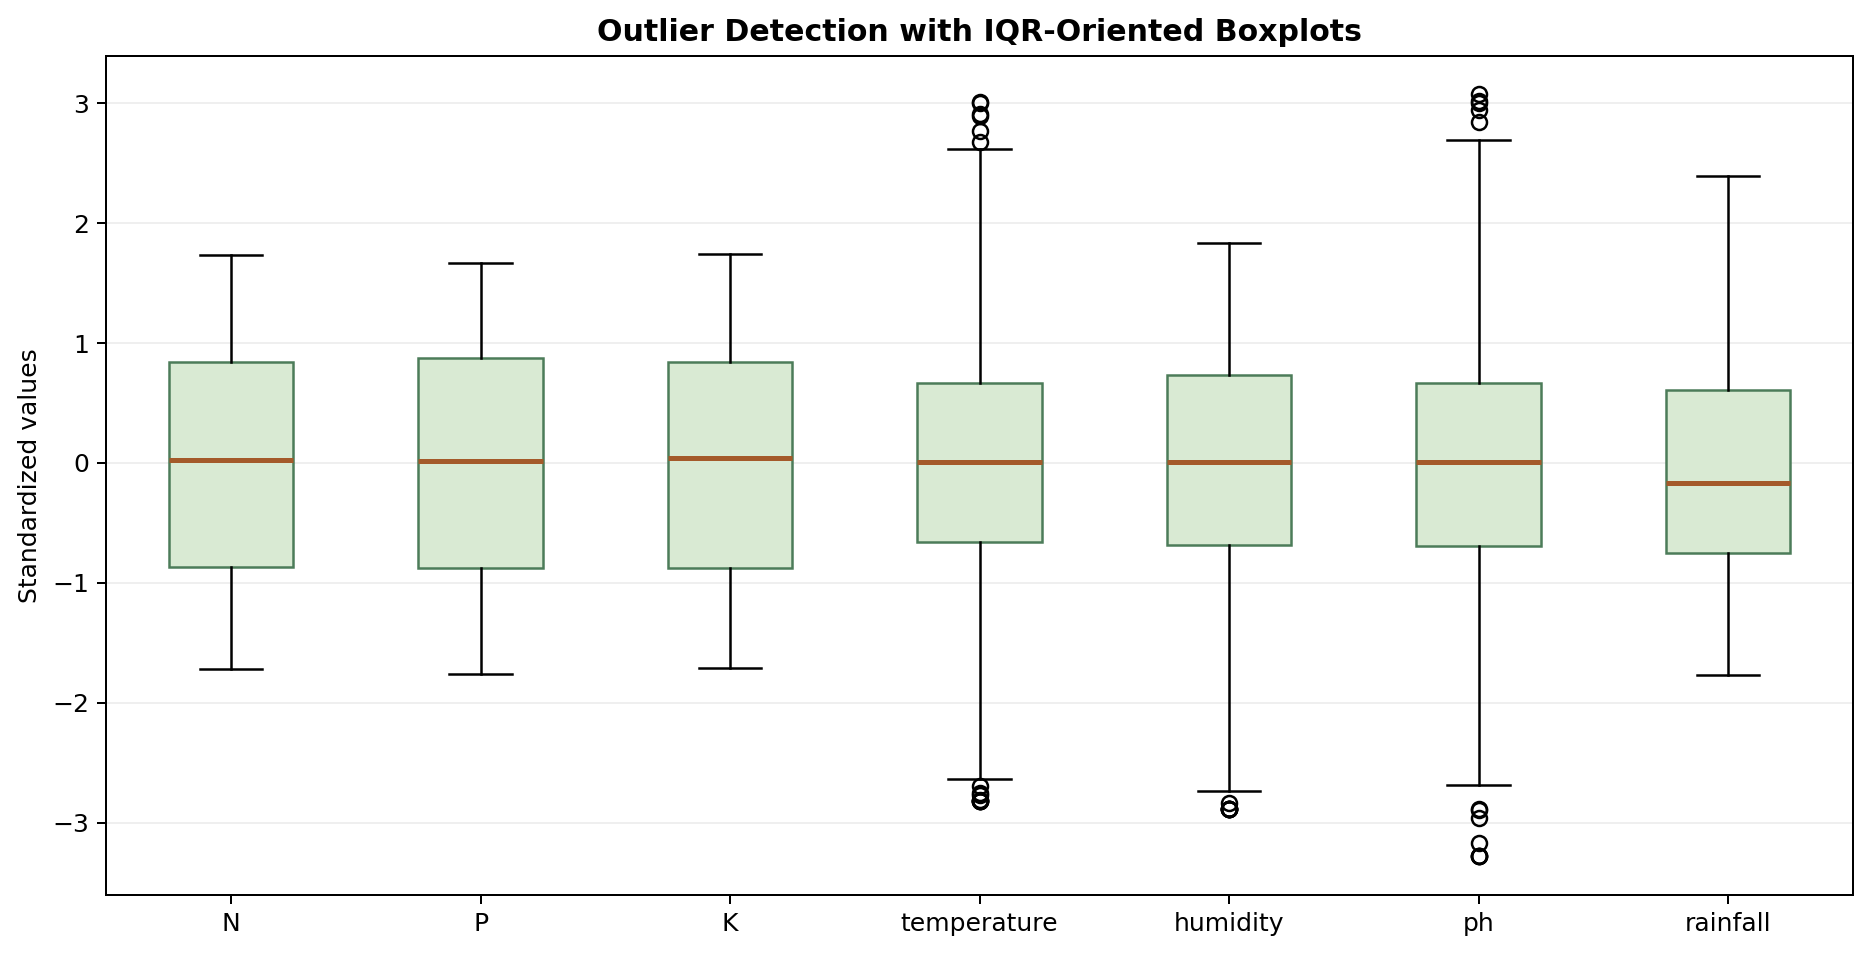 Outlier Detection with IQR-Oriented Boxplots
Standardized values
3
2
1
0
−1
−2
−3
N P K temperature humidity ph rainfall